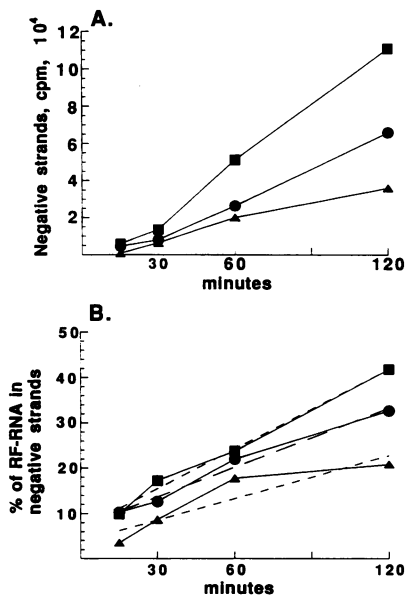 A.
Negative strands, cpm, 10⁴
12
10
8
6
4
2
30
60
120
minutes
B.
% of RF-RNA in
negative strands
50
40
30
20
10
30
60
120
minutes